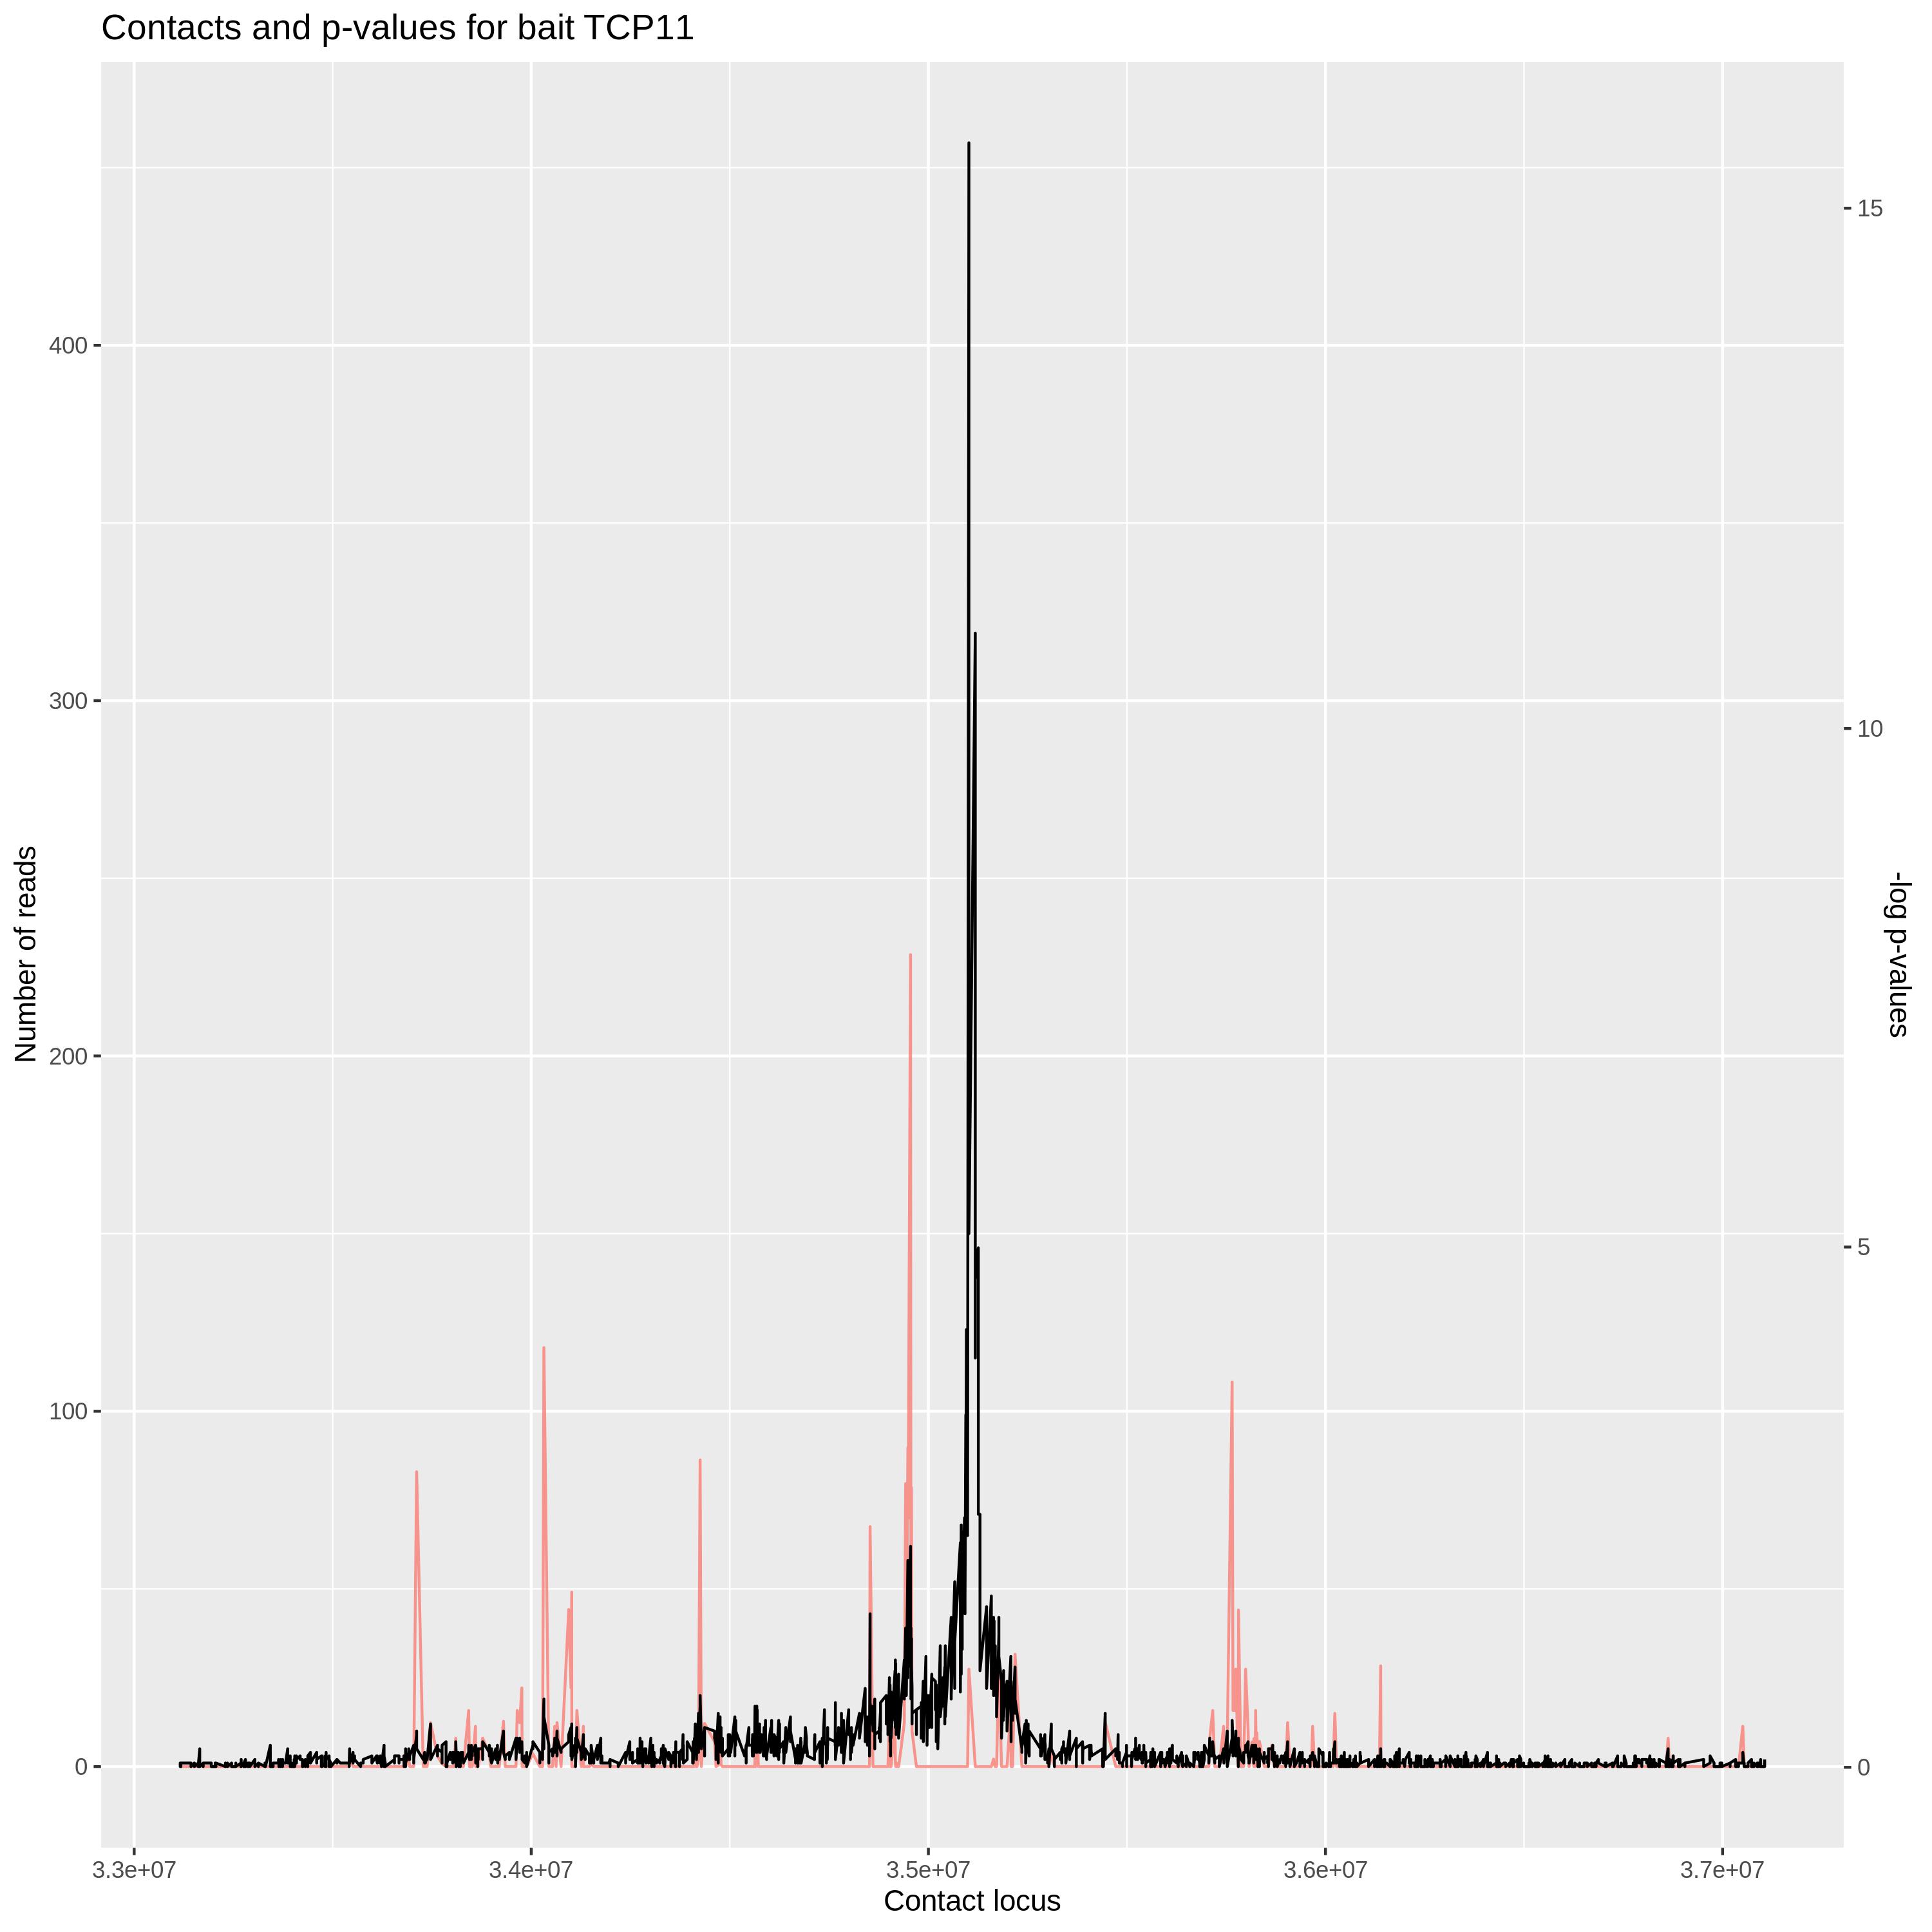 Contacts and p-values for bait TCP11
Number of reads
400
300
200
100
0
15
10
5
0
-log p-values
3.3e+07
3.4e+07
3.5e+07
3.6e+07
3.7e+07
Contact locus